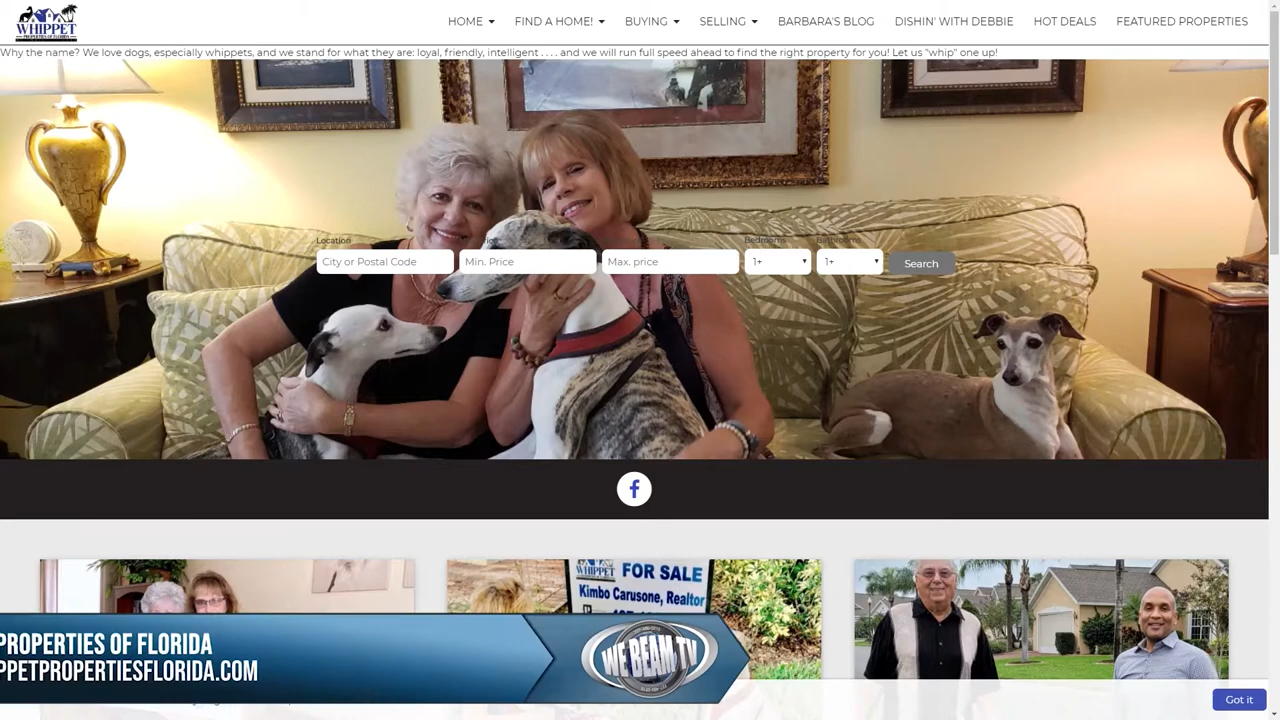 WHIPPET
PROPERTIES OF FLORIDA
HOME
FIND A HOME!
BUYING
SELLING
BARBARA'S BLOG
DISHIN' WITH DEBBIE
HOT DEALS
FEATURED PROPERTIES
Why the name? We love dogs, especially whippets, and we stand for what they are: loyal, friendly, intelligent . . . . and we will run full speed ahead to find the right property for you! Let us "whip" one up!
Location
Bedrooms
Bathrooms
City or Postal Code
Min. Price
Max. price
1+
1+
Search
f
WHIPPET
FOR SALE
Kimbo Carusone, Realtor
PROPERTIES OF FLORIDA
PPETPROPERTIESFLORIDA.COM
WE BEAM TV
Got it